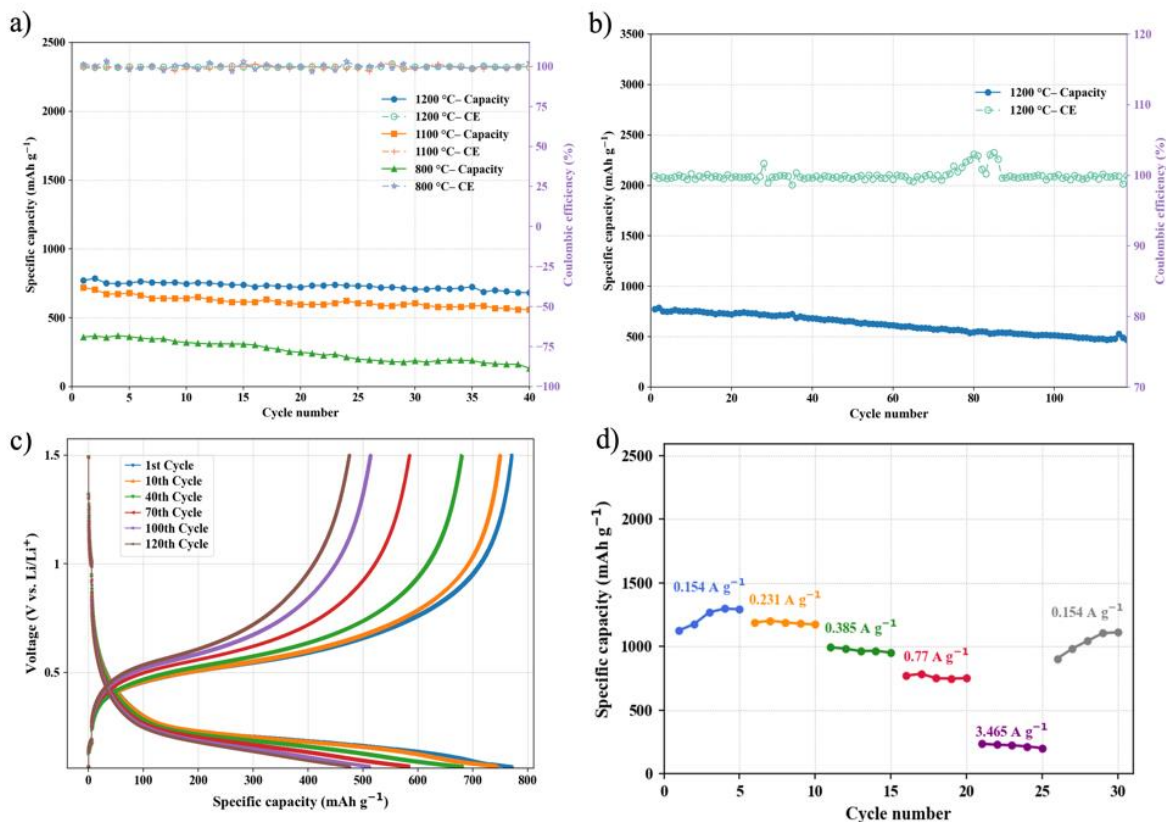 a)
2500
2000
1500
1000
500
0
Specific capacity (mAh g⁻¹)
0
5
10
15
20
25
30
35
40
Cycle number
100
75
50
25
0
−25
−50
−75
−100
Coulombic efficiency (%)
1200 °C– Capacity
1200 °C– CE
1100 °C– Capacity
1100 °C– CE
800 °C– Capacity
800 °C– CE
b)
3500
3000
2500
2000
1500
1000
500
0
Specific capacity (mAh g⁻¹)
0
20
40
60
80
100
Cycle number
120
110
100
90
80
70
Coulombic efficiency (%)
1200 °C– Capacity
1200 °C– CE
c)
1.5
1
0.5
Voltage (V vs. Li/Li⁺)
0
100
200
300
400
500
600
700
800
Specific capacity (mAh g⁻¹)
1st Cycle
10th Cycle
40th Cycle
70th Cycle
100th Cycle
120th Cycle
d)
2500
2000
1500
1000
500
0
Specific capacity (mAh g⁻¹)
0
5
10
15
20
25
30
Cycle number
0.154 A g⁻¹
0.231 A g⁻¹
0.385 A g⁻¹
0.77 A g⁻¹
3.465 A g⁻¹
0.154 A g⁻¹